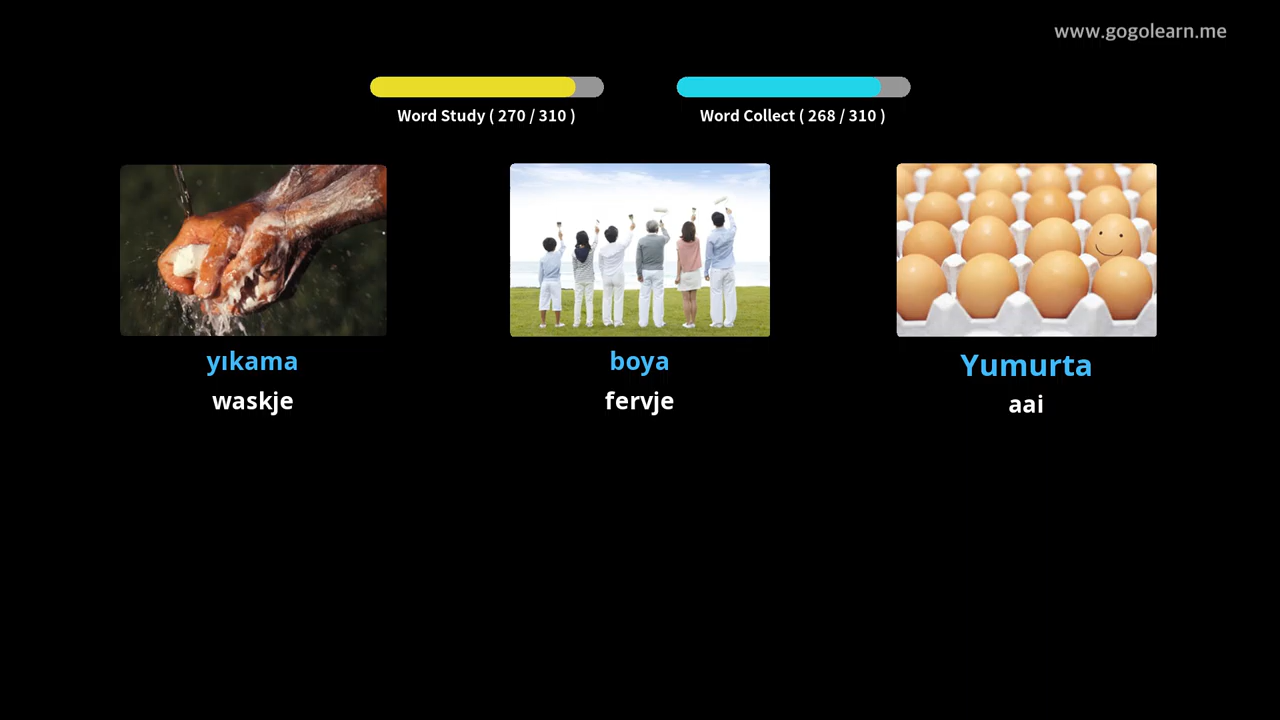 www.gogolearn.me
Word Study ( 270 / 310 )
Word Collect ( 268 / 310 )
yıkama
boya
Yumurta
waskje
fervje
aai